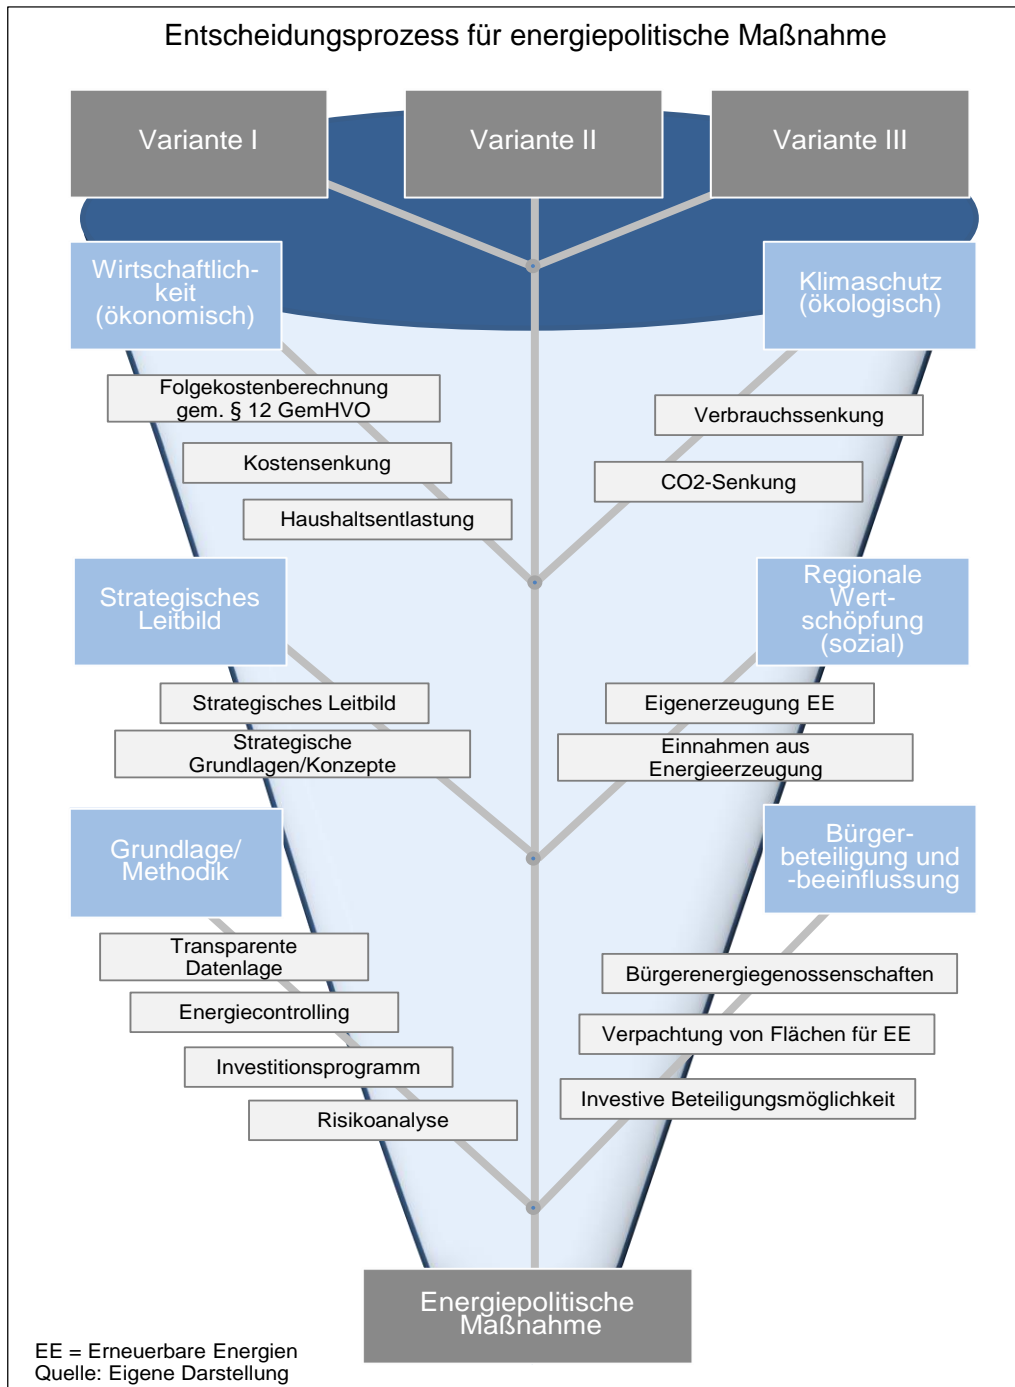 Entscheidungsprozess für energiepolitische Maßnahme
Variante I
Variante II
Variante III
Wirtschaftlich-
keit
(ökonomisch)
Klimaschutz
(ökologisch)
Folgekostenberechnung
gem. § 12 GemHVO
Kostensenkung
Haushaltsentlastung
Verbrauchssenkung
CO2-Senkung
Strategisches
Leitbild
Regionale
Wert-
schöpfung
(sozial)
Strategisches Leitbild
Strategische
Grundlagen/Konzepte
Eigenerzeugung EE
Einnahmen aus
Energieerzeugung
Grundlage/
Methodik
Bürger-
beteiligung und
-beeinflussung
Transparente
Datenlage
Energiecontrolling
Investitionsprogramm
Risikoanalyse
Bürgerenergiegenossenschaften
Verpachtung von Flächen für EE
Investive Beteiligungsmöglichkeit
Energiepolitische
Maßnahme
EE = Erneuerbare Energien
Quelle: Eigene Darstellung